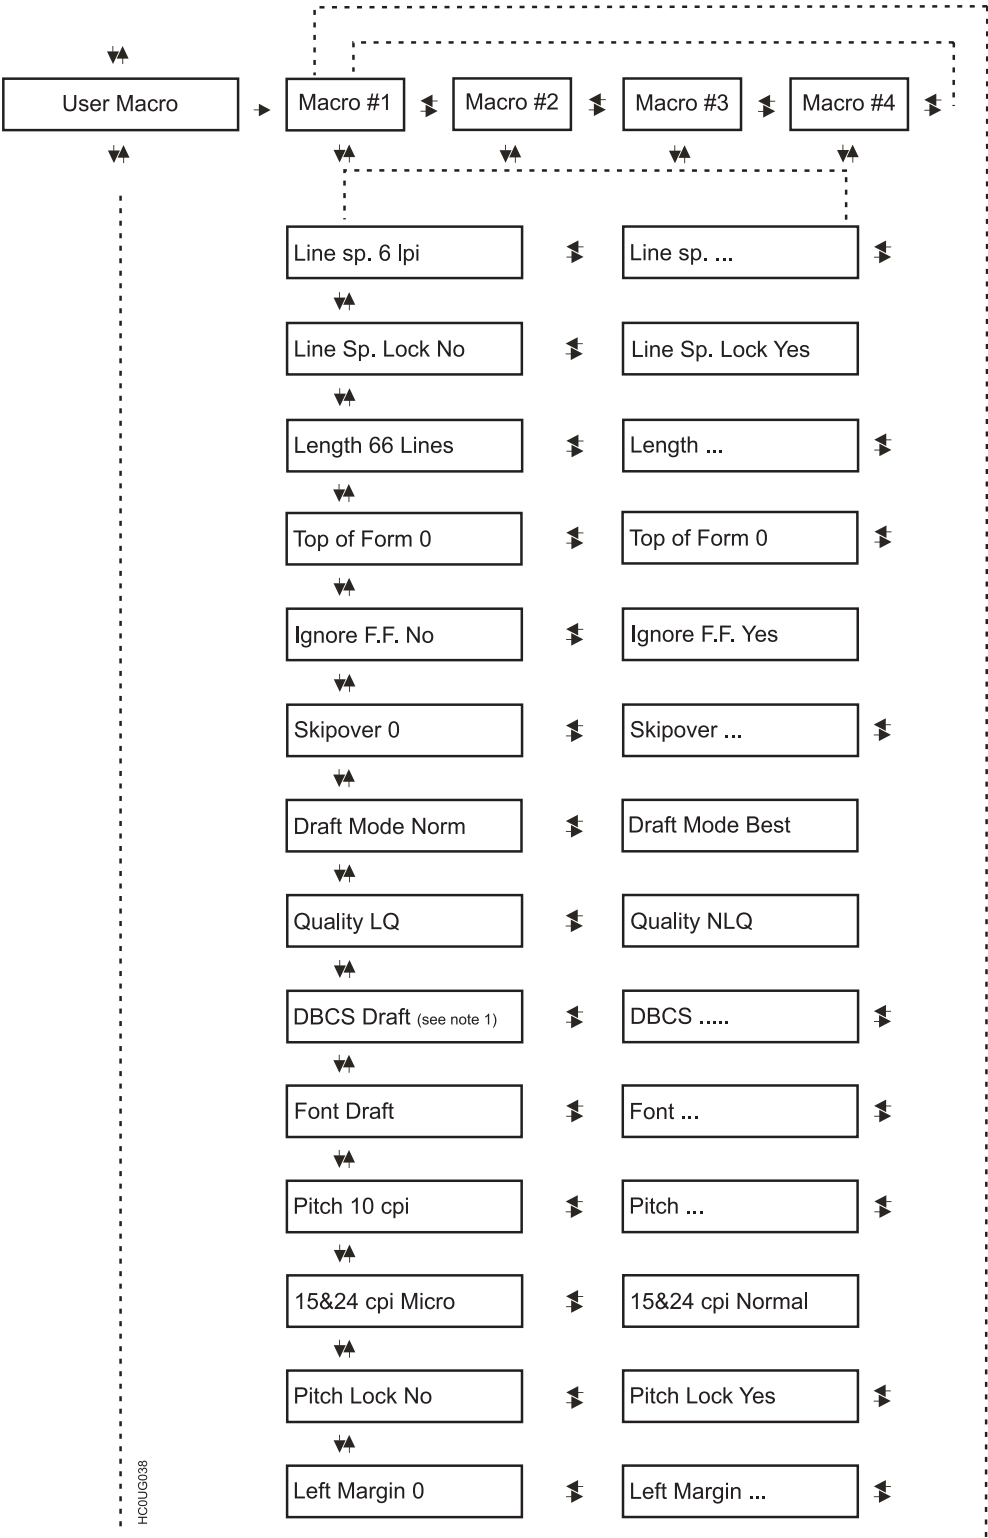 User Macro Macro #1 Macro #2 Macro #3 Macro #4
Line sp. 6 lpi Line sp. ...
Line Sp. Lock No Line Sp. Lock Yes
Length 66 Lines Length ...
Top of Form 0 Top of Form 0
Ignore F.F. No Ignore F.F. Yes
Skipover 0 Skipover ...
Draft Mode Norm Draft Mode Best
Quality LQ Quality NLQ
DBCS Draft (see note 1) DBCS .....
Font Draft Font ...
Pitch 10 cpi Pitch ...
15&24 cpi Micro 15&24 cpi Normal
Pitch Lock No Pitch Lock Yes
Left Margin 0 Left Margin ...
HC0UG038